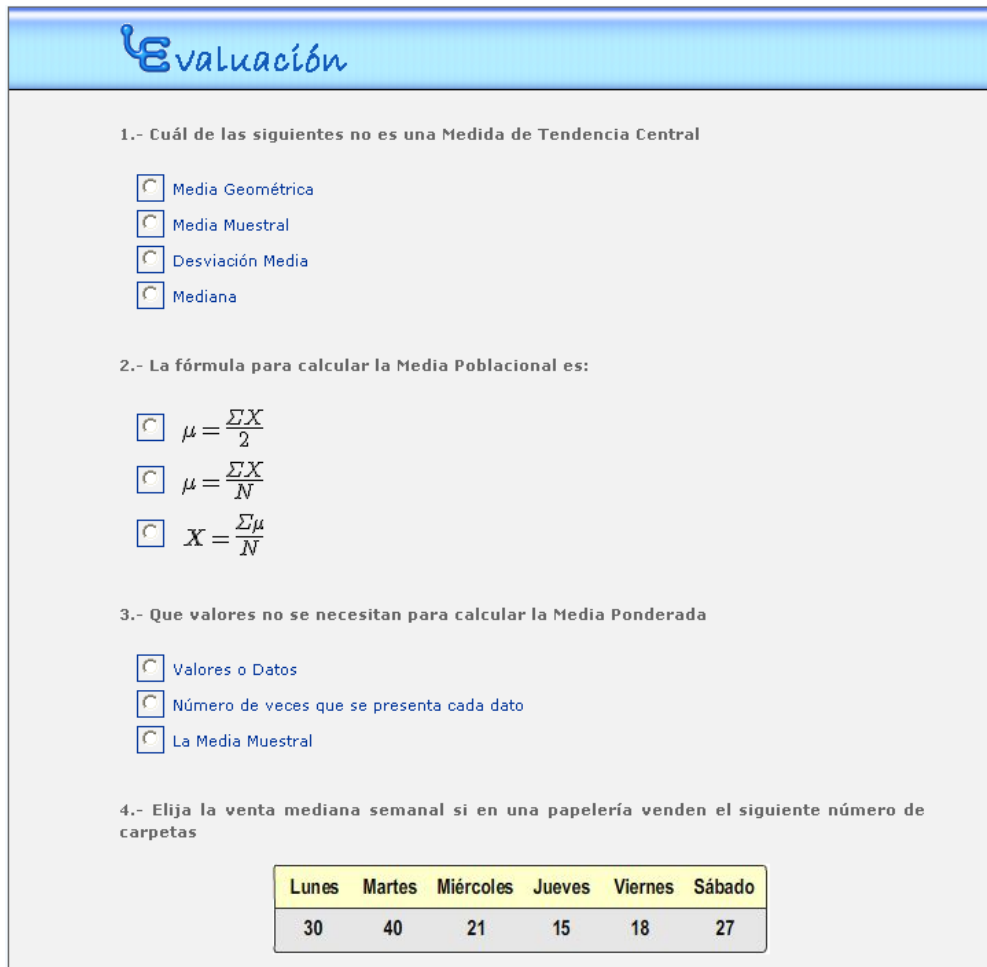 Evaluación
1.- Cuál de las siguientes no es una Medida de Tendencia Central
Media Geométrica
Media Muestral
Desviación Media
Mediana
2.- La fórmula para calcular la Media Poblacional es:
μ = ΣX/2
μ = ΣX/N
X = Σμ/N
3.- Que valores no se necesitan para calcular la Media Ponderada
Valores o Datos
Número de veces que se presenta cada dato
La Media Muestral
4.- Elija la venta mediana semanal si en una papelería venden el siguiente número de
carpetas
Lunes Martes Miércoles Jueves Viernes Sábado
30 40 21 15 18 27